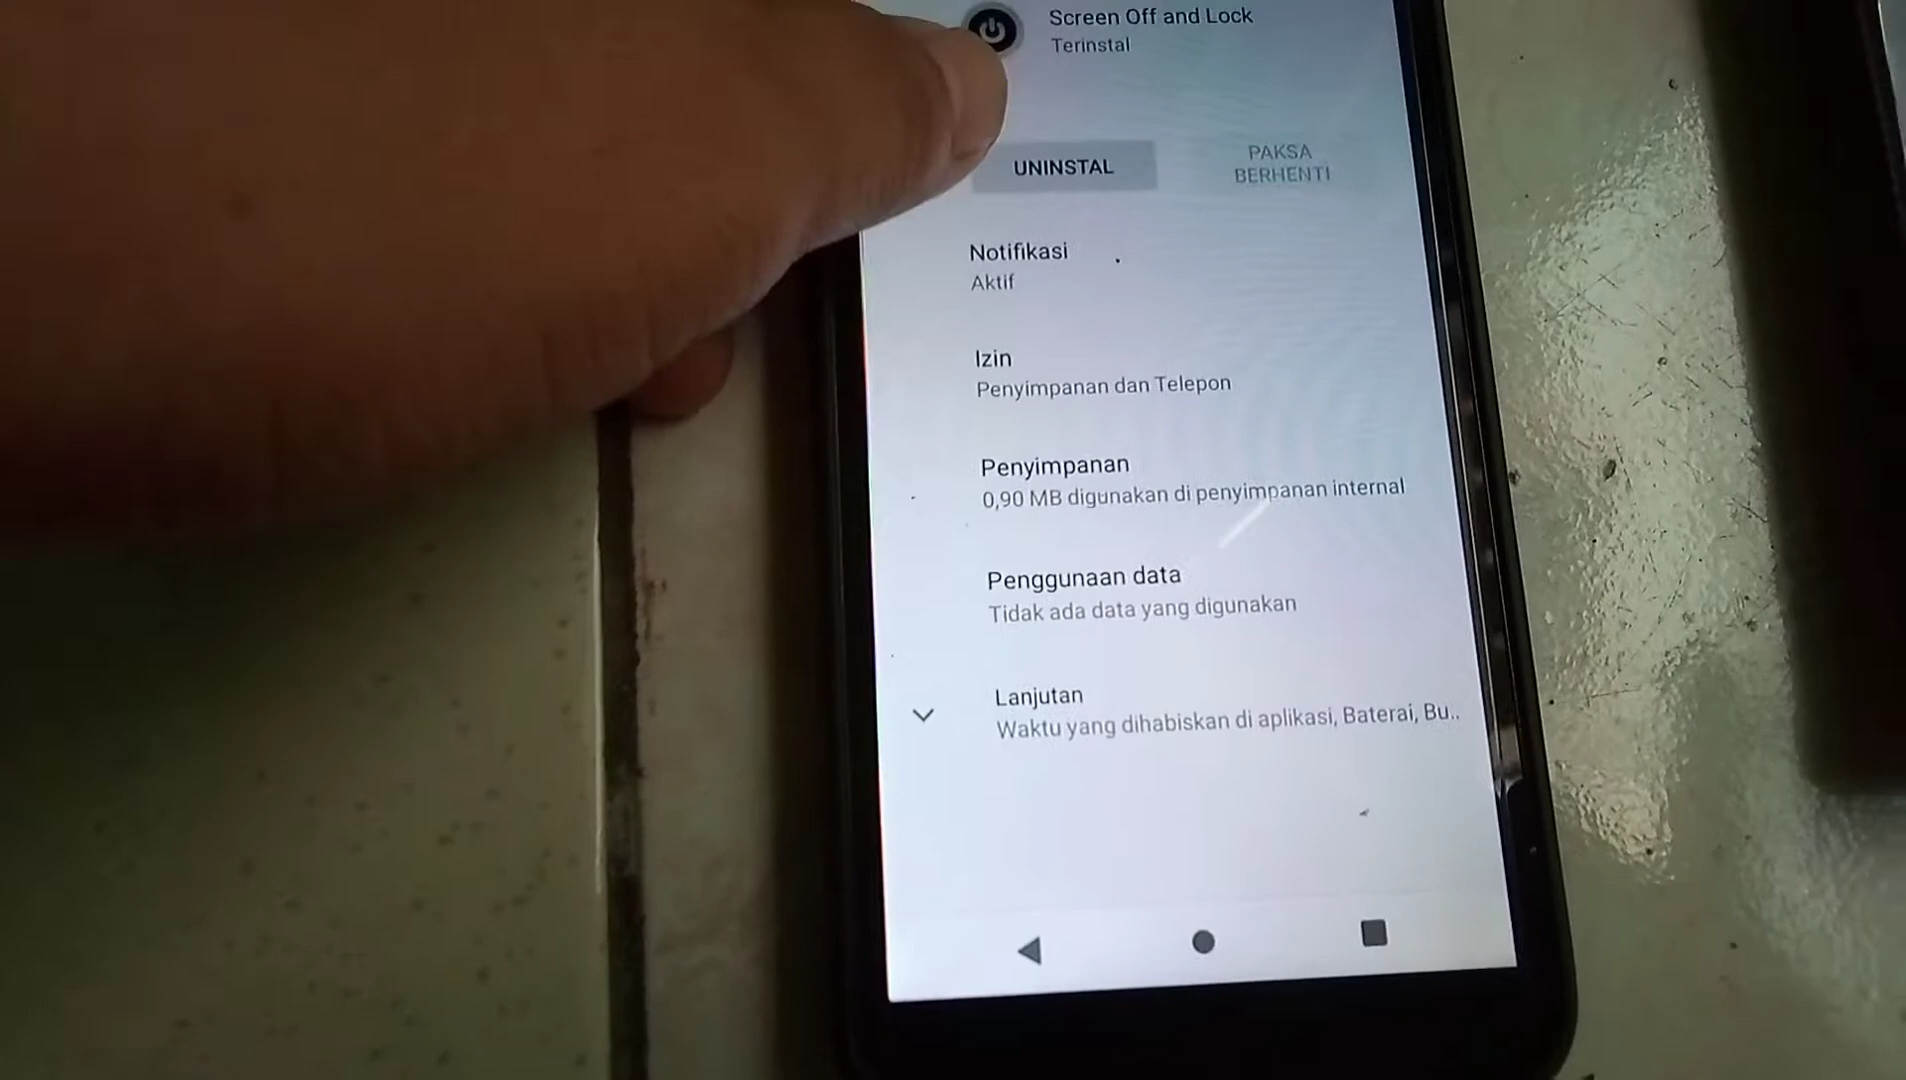 Screen Off and Lock
Terinstal
UNINSTAL
PAKSA
BERHENTI
Notifikasi
Aktif
Izin
Penyimpanan dan Telepon
Penyimpanan
0,90 MB digunakan di penyimpanan internal
Penggunaan data
Tidak ada data yang digunakan
Lanjutan
Waktu yang dihabiskan di aplikasi, Baterai, Bu..